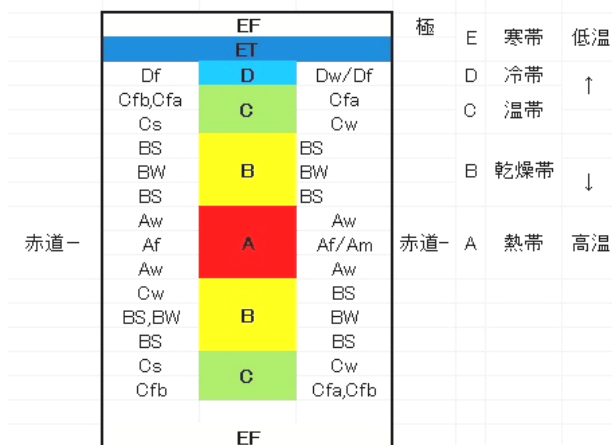 EF 極
ET E 寒帯 低温
Df D Dw/Df D 冷帯 ↑
Cfb,Cfa C Cfa C 温帯
Cs Cw
BS BS
BW B BW B 乾燥帯 ↓
BS BS
Aw Aw
赤道ー Af A Af/Am 赤道ー A 熱帯 高温
Aw Aw
Cw BS
BS,BW B BW
BS BS
Cs C Cw
Cfb Cfa,Cfb
EF